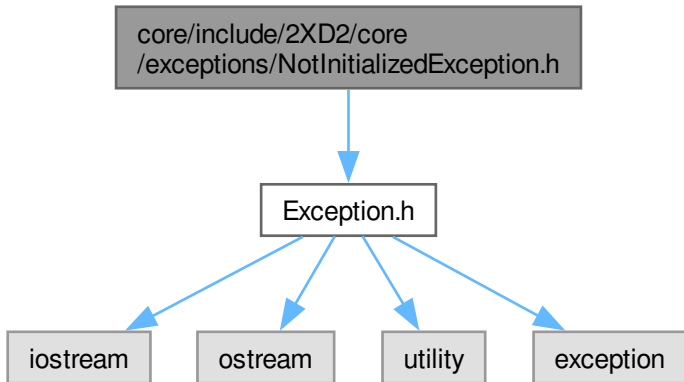 core/include/2XD2/core
/exceptions/NotInitializedException.h
Exception.h
iostream
ostream
utility
exception